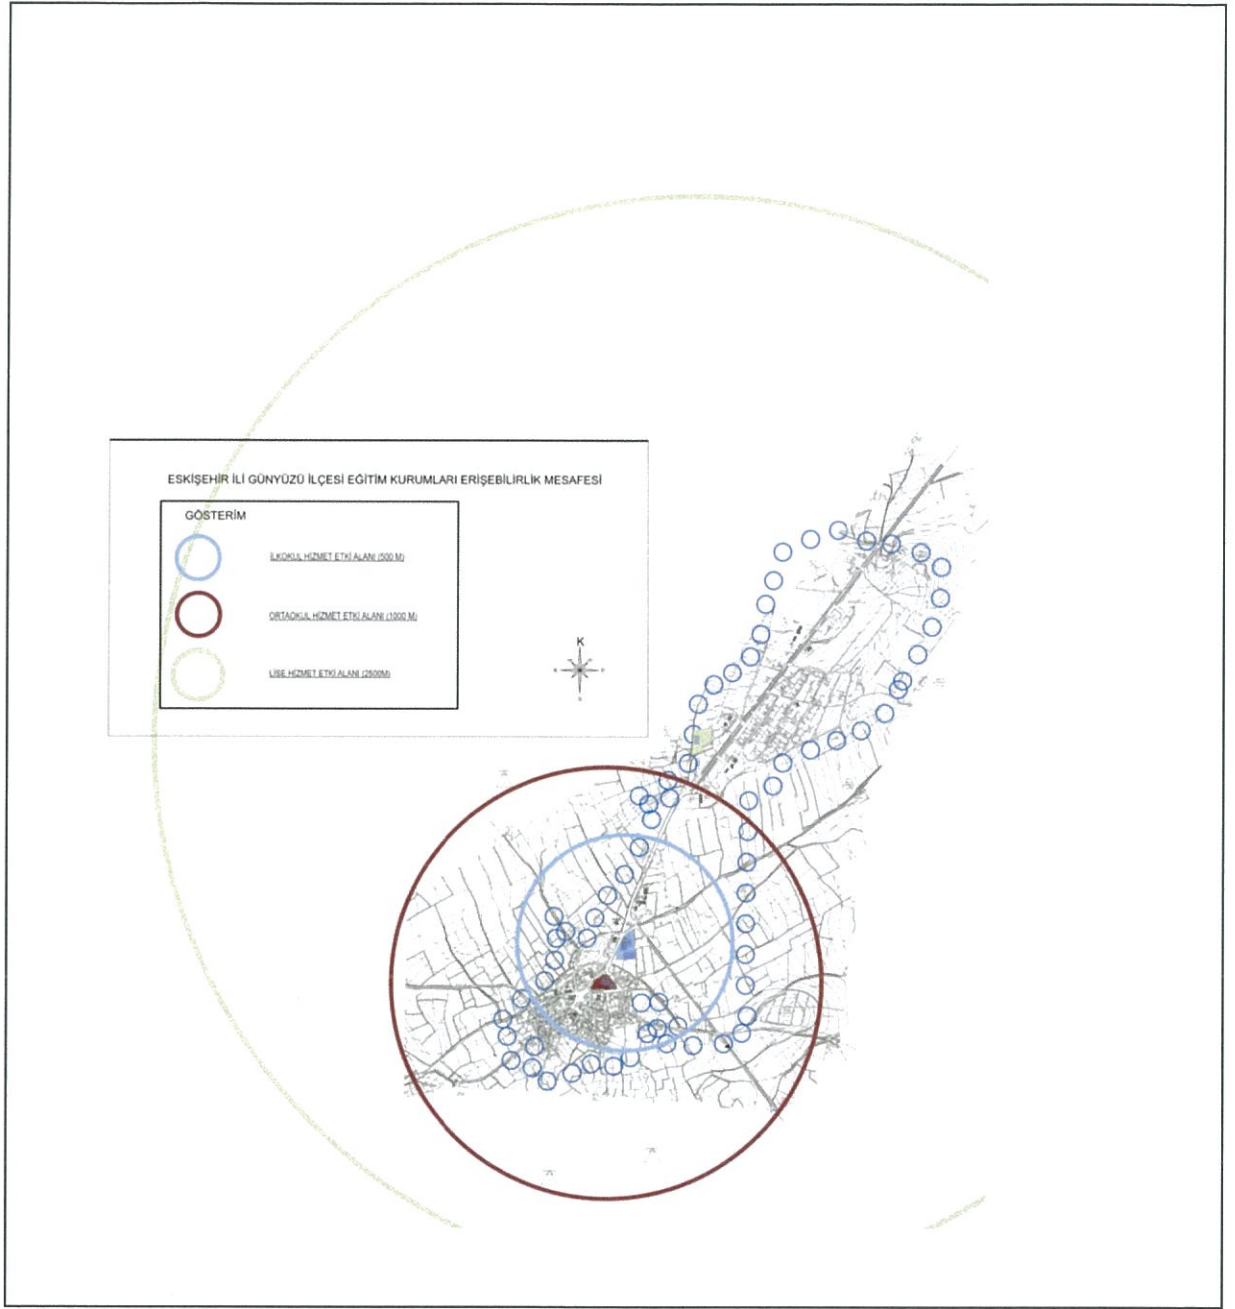 ESKİŞEHİR İLİ GÜNYÜZÜ İLÇESİ EĞİTİM KURUMLARI ERİŞEBİLİRLİK MESAFESİ
GÖSTERİM
İLKOKUL HİZMET ETKİ ALANI (500 M)
ORTAOKUL HİZMET ETKİ ALANI (1000 M)
K
LİSE HİZMET ETKİ ALANI (2500M)